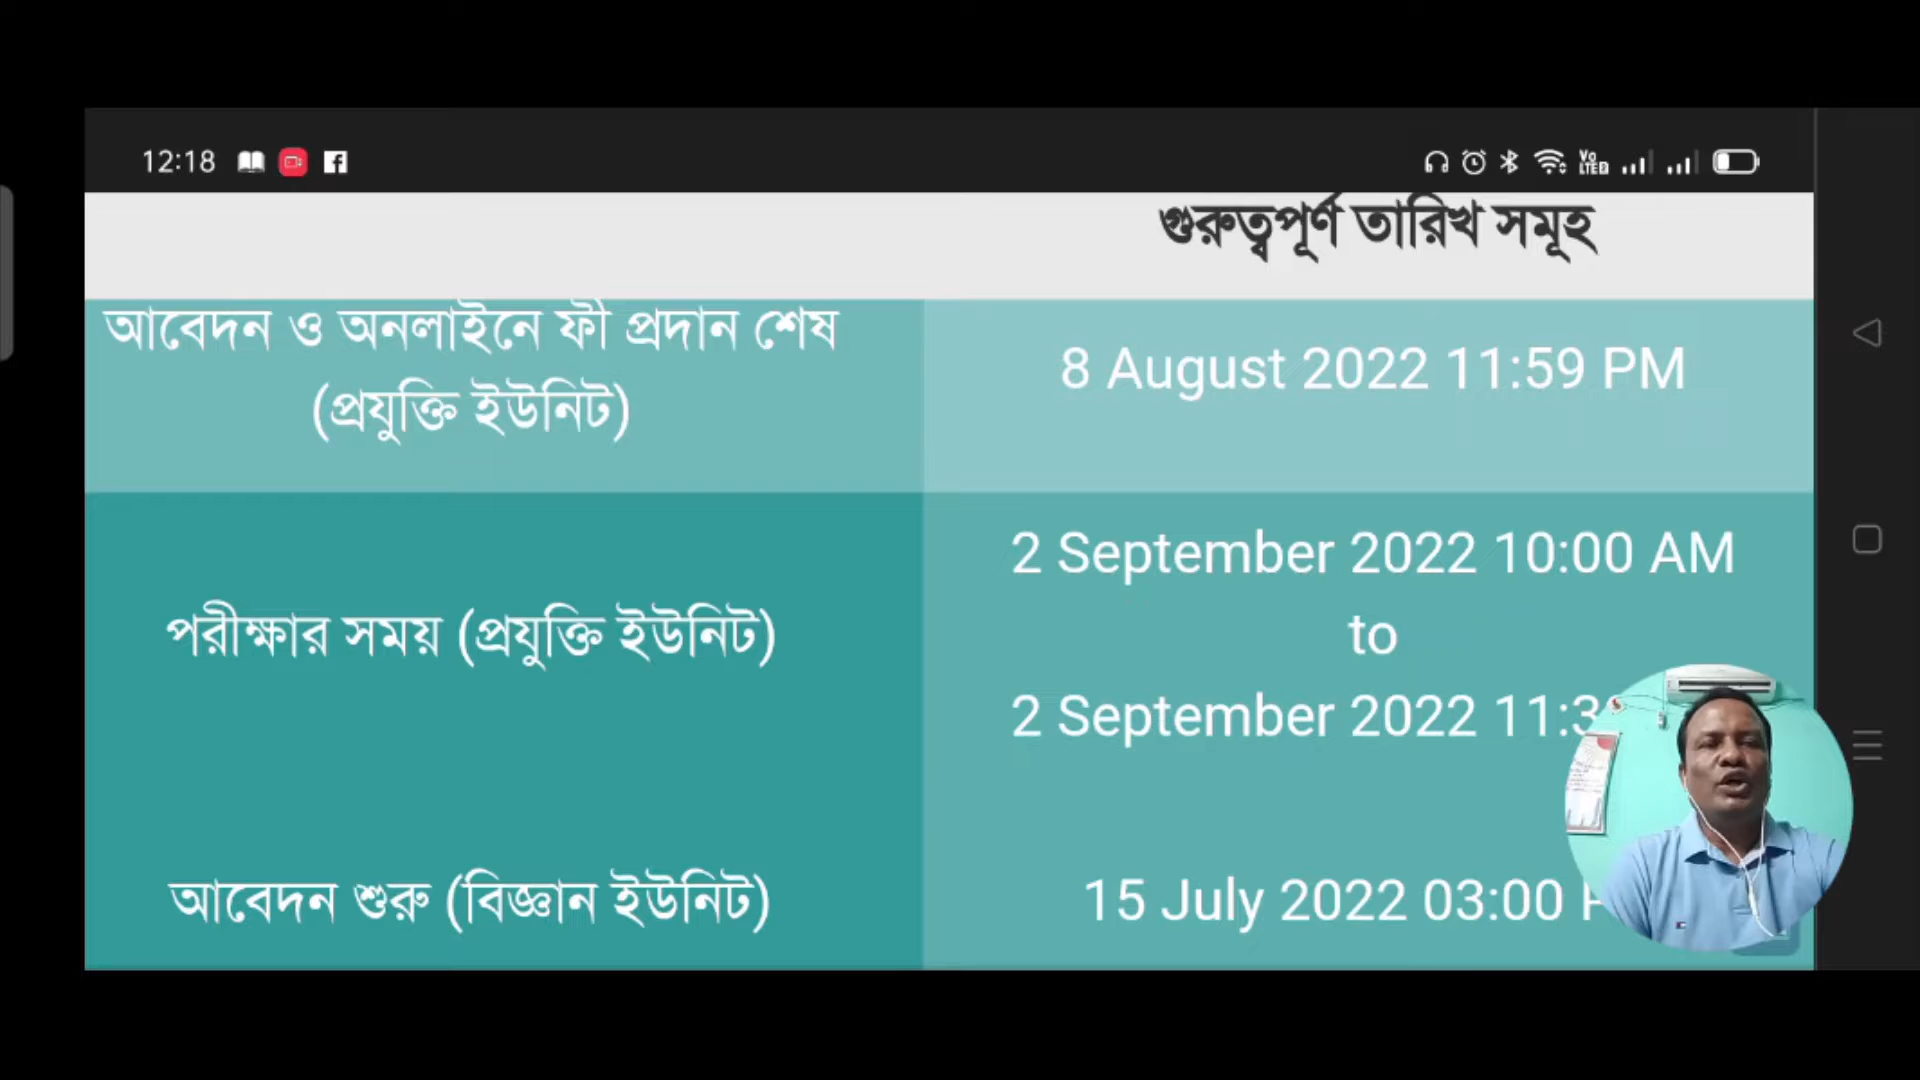 12:18
গুরুত্বপূর্ণ তারিখ সমূহ
আবেদন ও অনলাইনে ফী প্রদান শেষ
(প্রযুক্তি ইউনিট)
8 August 2022 11:59 PM
পরীক্ষার সময় (প্রযুক্তি ইউনিট)
2 September 2022 10:00 AM
to
2 September 2022
আবেদন শুরু (বিজ্ঞান ইউনিট)
15 July 2022 03:00